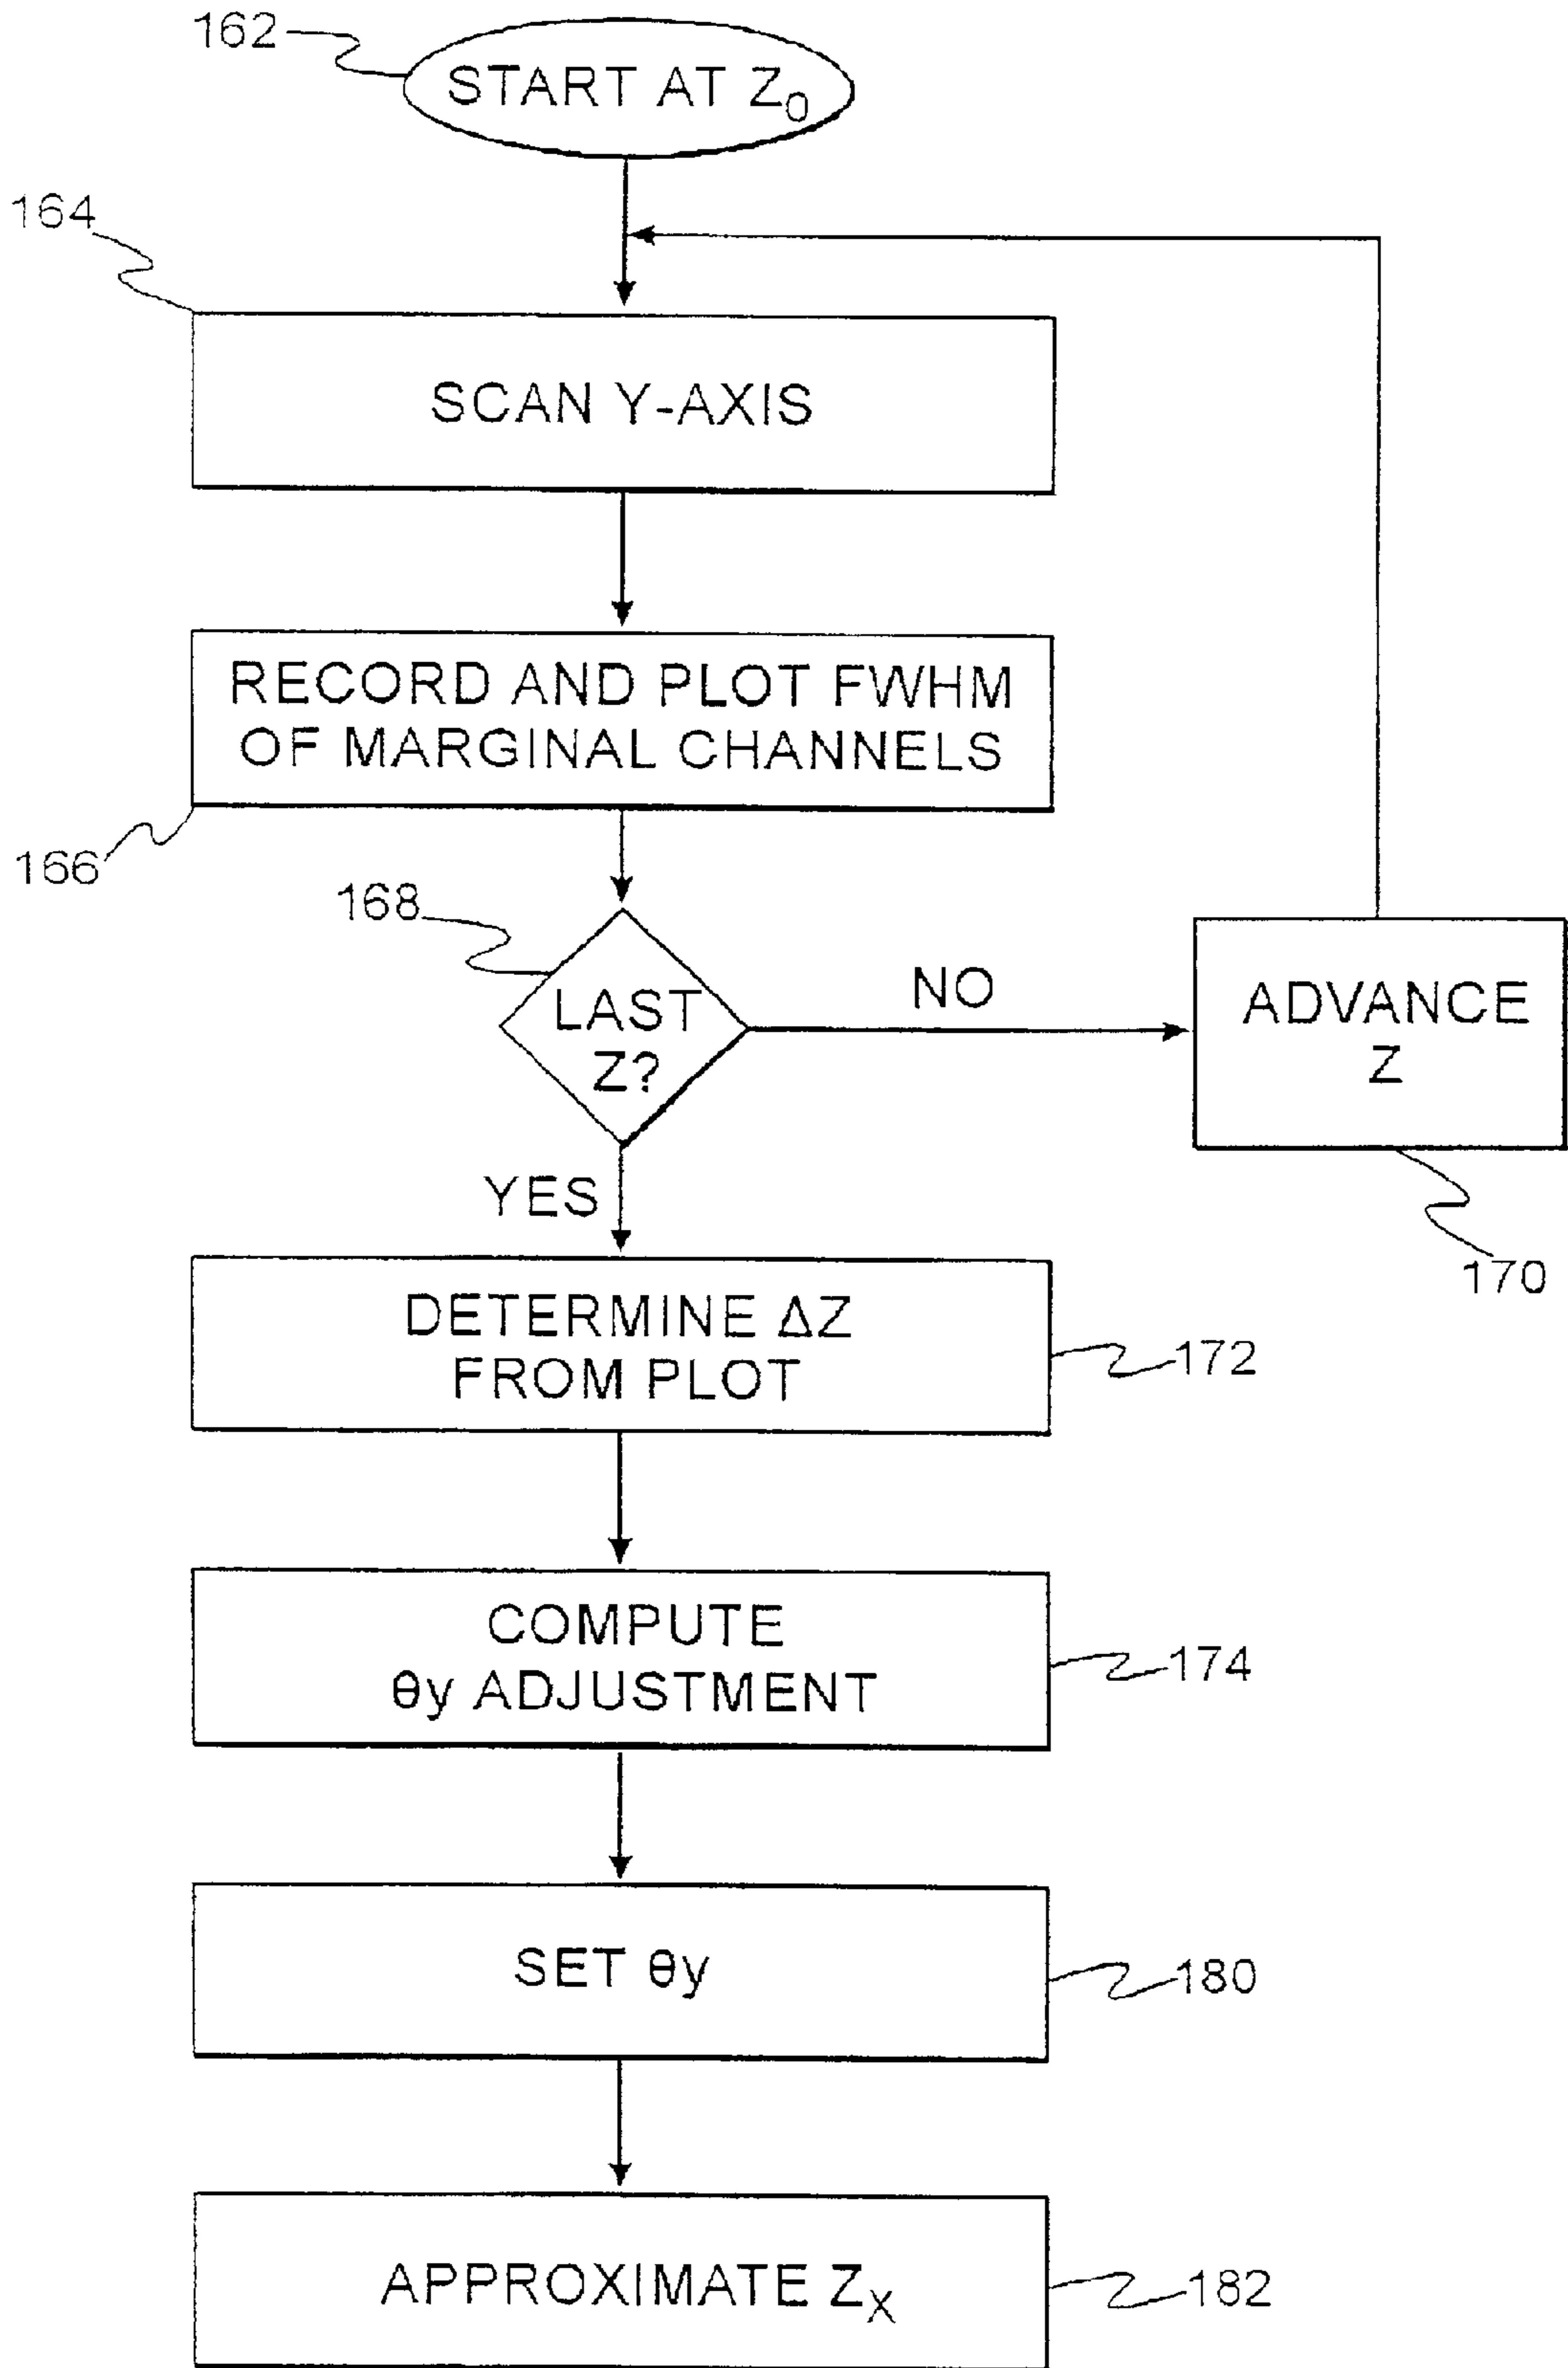 162
START AT Z₀
164
SCAN Y-AXIS
RECORD AND PLOT FWHM
OF MARGINAL CHANNELS
166
168
LAST
Z?
NO
ADVANCE
Z
170
YES
DETERMINE ΔZ
FROM PLOT
172
COMPUTE
θy ADJUSTMENT
174
SET θy
180
APPROXIMATE Zₓ
182